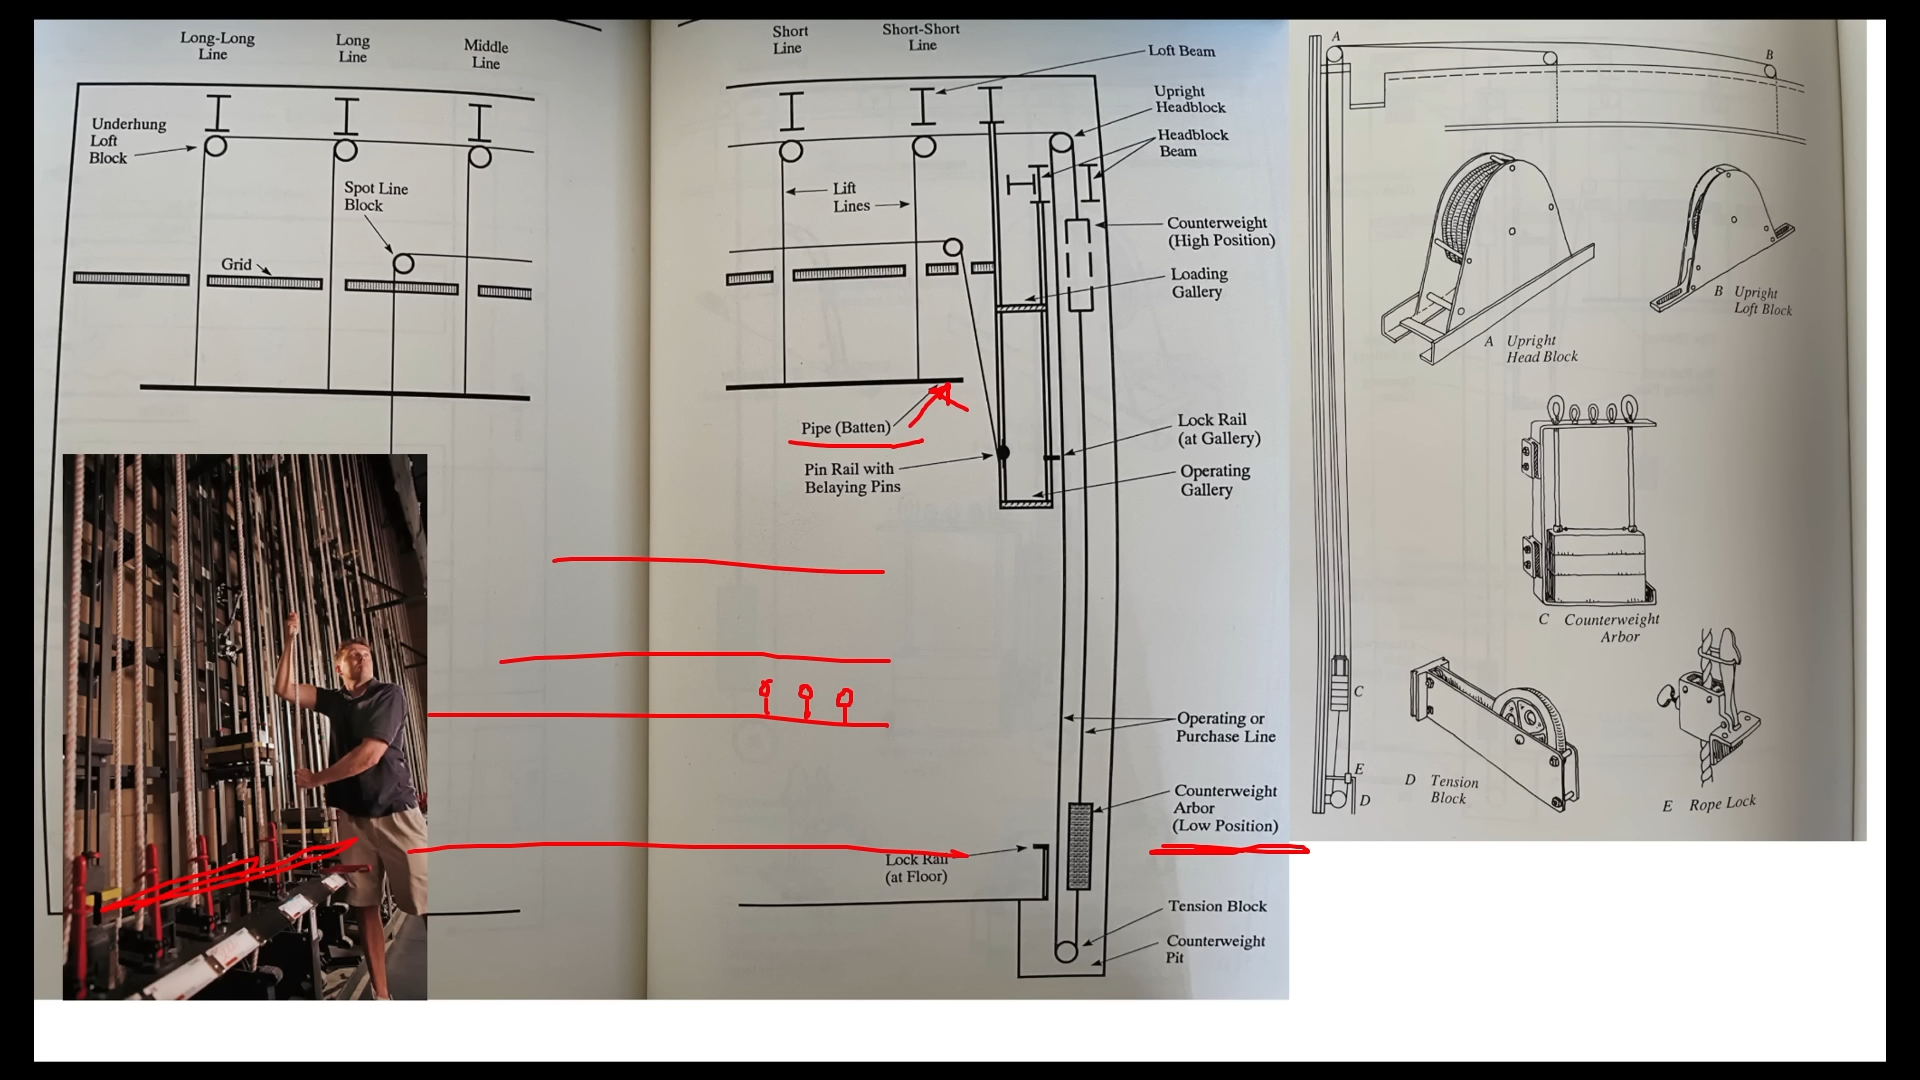 Long-Long
Line
Long
Line
Middle
Line
Underhung
Loft
Block
Spot Line
Block
Grid
Short
Line
Short-Short
Line
Loft Beam
Upright
Headblock
Headblock
Beam
Lift
Lines
Counterweight
(High Position)
Loading
Gallery
Pipe (Batten)
Pin Rail with
Belaying Pins
Lock Rail
(at Gallery)
Operating
Gallery
Operating or
Purchase Line
Counterweight
Arbor
(Low Position)
Lock Rail
(at Floor)
Tension Block
Counterweight
Pit
A
B
A Upright
Head Block
B Upright
Loft Block
C Counterweight
Arbor
C
E
D
D Tension
Block
E Rope Lock